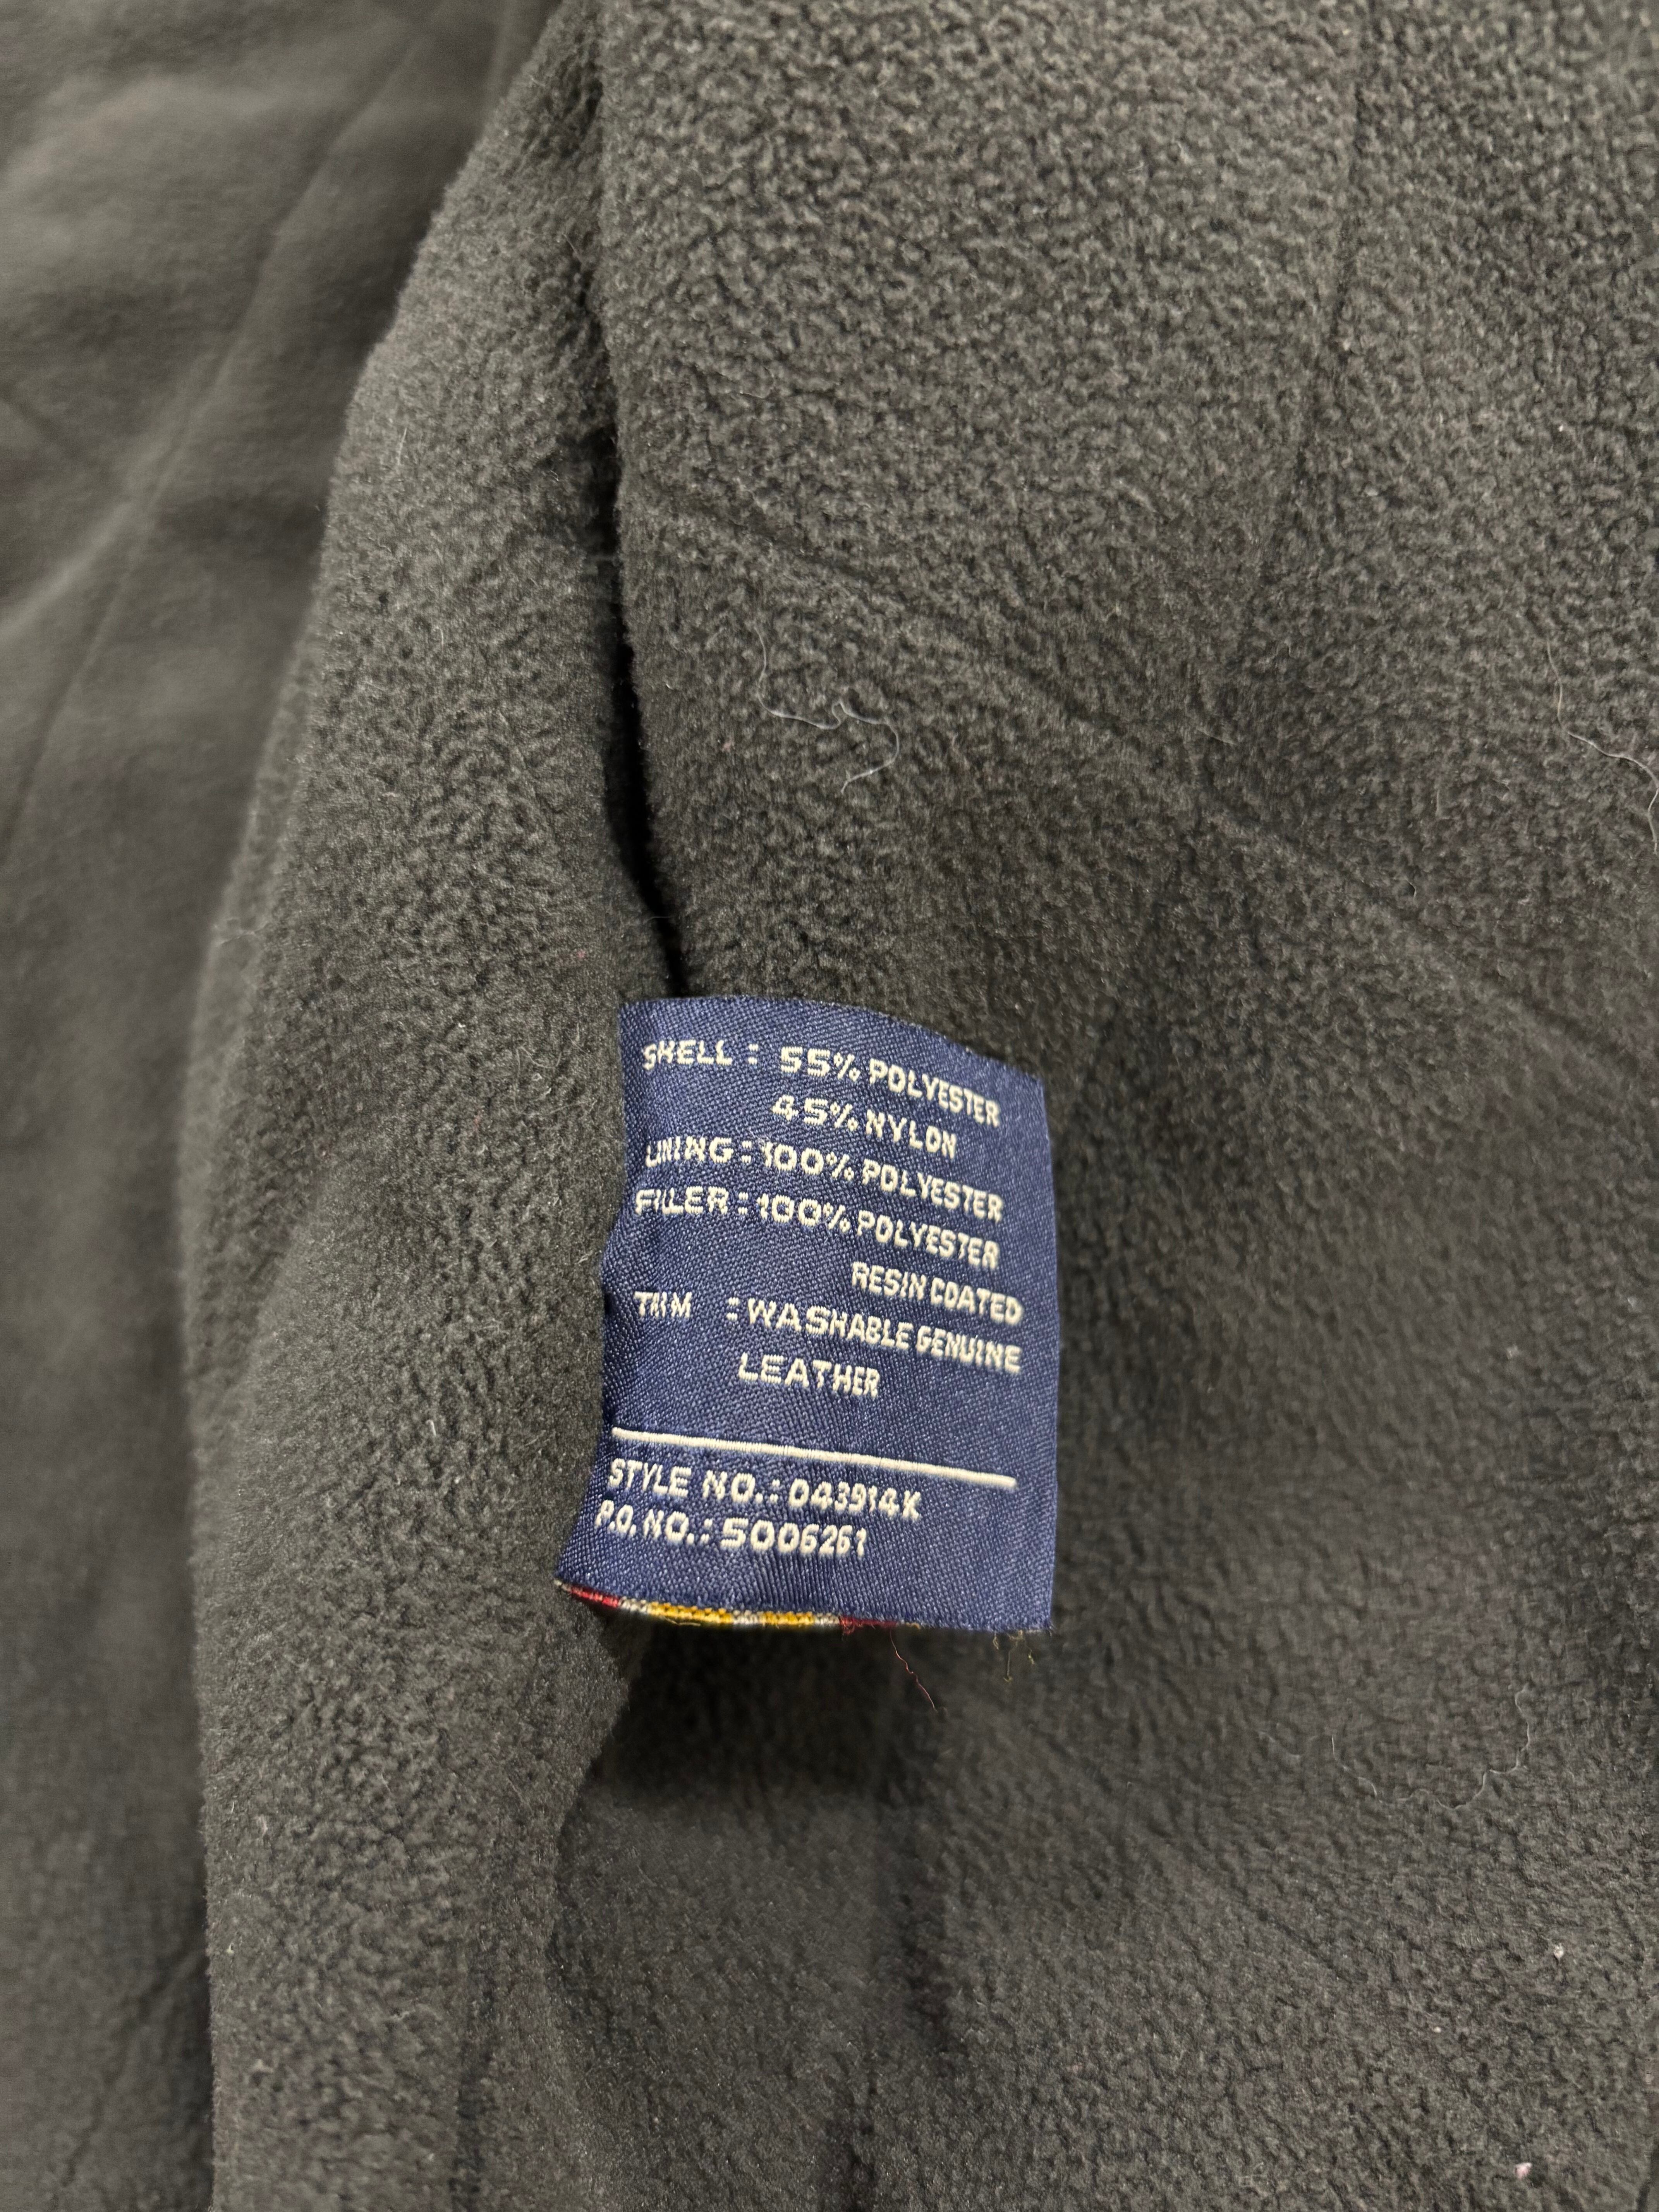 SHELL : 55% POLYESTER
45% NYLON
LINING : 100% POLYESTER
FILLER : 100% POLYESTER
RESIN COATED
TRIM : WASHABLE GENUINE
LEATHER
STYLE NO. : 043914K
P.O. NO. : 5006261